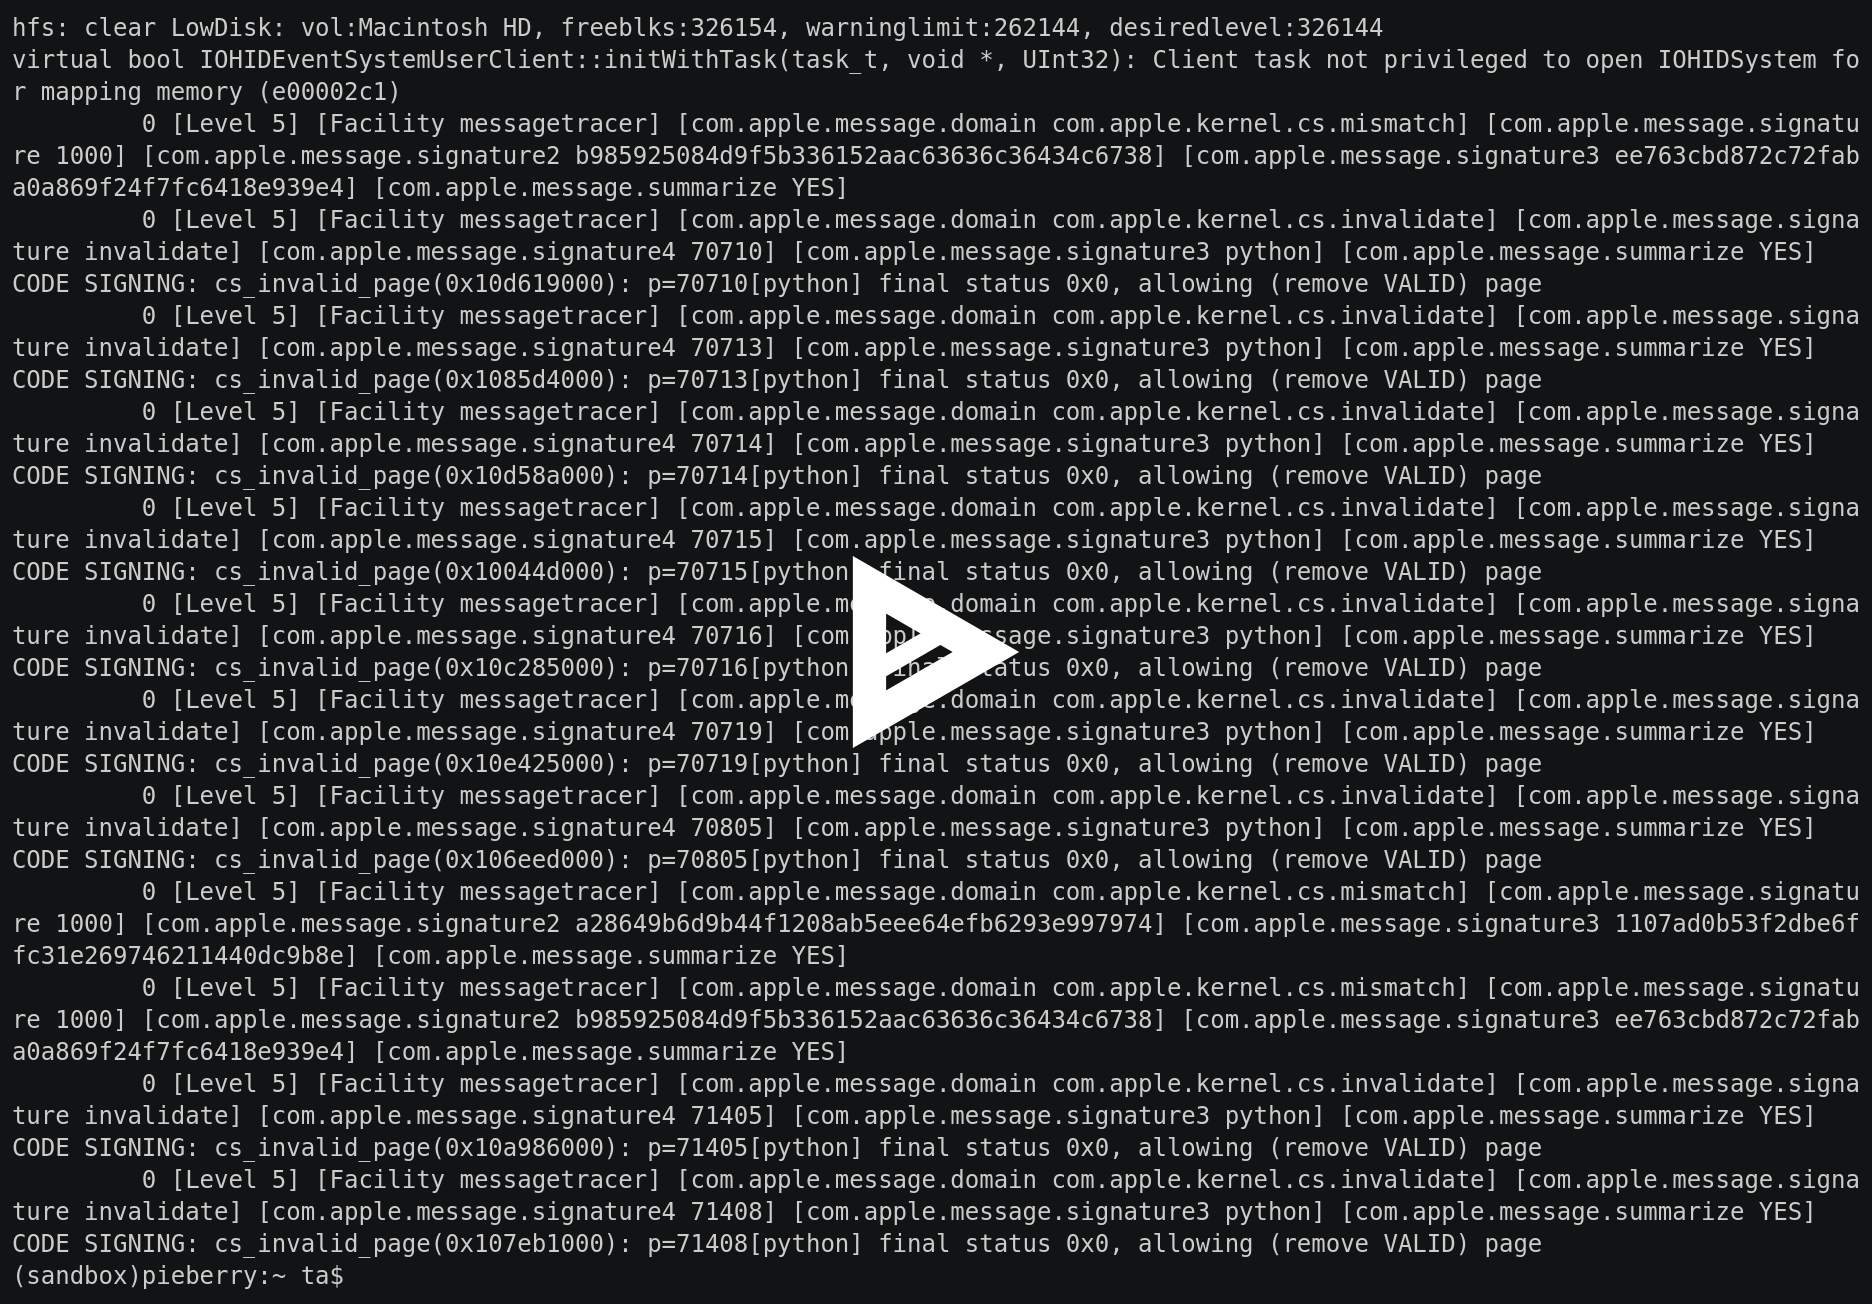 hfs: clear LowDisk: vol:Macintosh HD, freeblks:326154, warninglimit:262144, desiredlevel:326144
virtual bool IOHIDEventSystemUserClient::initWithTask(task_t, void *, UInt32): Client task not privileged to open IOHIDSystem fo
r mapping memory (e00002c1)
         0 [Level 5] [Facility messagetracer] [com.apple.message.domain com.apple.kernel.cs.mismatch] [com.apple.message.signatu
re 1000] [com.apple.message.signature2 b985925084d9f5b336152aac63636c36434c6738] [com.apple.message.signature3 ee763cbd872c72fab
a0a869f24f7fc6418e939e4] [com.apple.message.summarize YES]
         0 [Level 5] [Facility messagetracer] [com.apple.message.domain com.apple.kernel.cs.invalidate] [com.apple.message.signa
ture invalidate] [com.apple.message.signature4 70710] [com.apple.message.signature3 python] [com.apple.message.summarize YES]
CODE SIGNING: cs_invalid_page(0x10d619000): p=70710[python] final status 0x0, allowing (remove VALID) page
         0 [Level 5] [Facility messagetracer] [com.apple.message.domain com.apple.kernel.cs.invalidate] [com.apple.message.signa
ture invalidate] [com.apple.message.signature4 70713] [com.apple.message.signature3 python] [com.apple.message.summarize YES]
CODE SIGNING: cs_invalid_page(0x1085d4000): p=70713[python] final status 0x0, allowing (remove VALID) page
         0 [Level 5] [Facility messagetracer] [com.apple.message.domain com.apple.kernel.cs.invalidate] [com.apple.message.signa
ture invalidate] [com.apple.message.signature4 70714] [com.apple.message.signature3 python] [com.apple.message.summarize YES]
CODE SIGNING: cs_invalid_page(0x10d58a000): p=70714[python] final status 0x0, allowing (remove VALID) page
         0 [Level 5] [Facility messagetracer] [com.apple.message.domain com.apple.kernel.cs.invalidate] [com.apple.message.signa
ture invalidate] [com.apple.message.signature4 70715] [com.apple.message.signature3 python] [com.apple.message.summarize YES]
CODE SIGNING: cs_invalid_page(0x10044d000): p=70715[python] final status 0x0, allowing (remove VALID) page
         0 [Level 5] [Facility messagetracer] [com.apple.message.domain com.apple.kernel.cs.invalidate] [com.apple.message.signa
ture invalidate] [com.apple.message.signature4 70716] [com.apple.message.signature3 python] [com.apple.message.summarize YES]
CODE SIGNING: cs_invalid_page(0x10c285000): p=70716[python] final status 0x0, allowing (remove VALID) page
         0 [Level 5] [Facility messagetracer] [com.apple.message.domain com.apple.kernel.cs.invalidate] [com.apple.message.signa
ture invalidate] [com.apple.message.signature4 70719] [com.apple.message.signature3 python] [com.apple.message.summarize YES]
CODE SIGNING: cs_invalid_page(0x10e425000): p=70719[python] final status 0x0, allowing (remove VALID) page
         0 [Level 5] [Facility messagetracer] [com.apple.message.domain com.apple.kernel.cs.invalidate] [com.apple.message.signa
ture invalidate] [com.apple.message.signature4 70805] [com.apple.message.signature3 python] [com.apple.message.summarize YES]
CODE SIGNING: cs_invalid_page(0x106eed000): p=70805[python] final status 0x0, allowing (remove VALID) page
         0 [Level 5] [Facility messagetracer] [com.apple.message.domain com.apple.kernel.cs.mismatch] [com.apple.message.signatu
re 1000] [com.apple.message.signature2 a28649b6d9b44f1208ab5eee64efb6293e997974] [com.apple.message.signature3 1107ad0b53f2dbe6f
fc31e269746211440dc9b8e] [com.apple.message.summarize YES]
         0 [Level 5] [Facility messagetracer] [com.apple.message.domain com.apple.kernel.cs.mismatch] [com.apple.message.signatu
re 1000] [com.apple.message.signature2 b985925084d9f5b336152aac63636c36434c6738] [com.apple.message.signature3 ee763cbd872c72fab
a0a869f24f7fc6418e939e4] [com.apple.message.summarize YES]
         0 [Level 5] [Facility messagetracer] [com.apple.message.domain com.apple.kernel.cs.invalidate] [com.apple.message.signa
ture invalidate] [com.apple.message.signature4 71405] [com.apple.message.signature3 python] [com.apple.message.summarize YES]
CODE SIGNING: cs_invalid_page(0x10a986000): p=71405[python] final status 0x0, allowing (remove VALID) page
         0 [Level 5] [Facility messagetracer] [com.apple.message.domain com.apple.kernel.cs.invalidate] [com.apple.message.signa
ture invalidate] [com.apple.message.signature4 71408] [com.apple.message.signature3 python] [com.apple.message.summarize YES]
CODE SIGNING: cs_invalid_page(0x107eb1000): p=71408[python] final status 0x0, allowing (remove VALID) page
(sandbox)pieberry:~ ta$